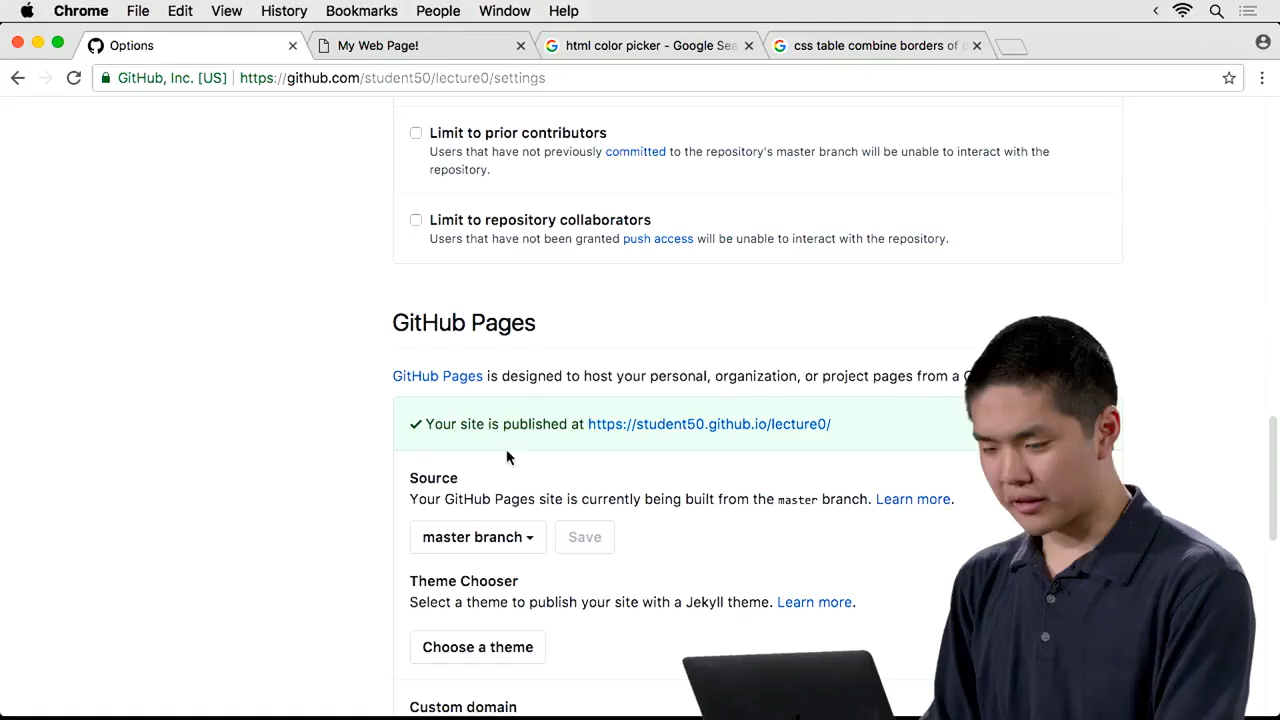 Chrome File Edit View History Bookmarks People Window Help
Options
My Web Page!
html color picker - Google Sea
css table combine borders of c
GitHub, Inc. [US] https://github.com/student50/lecture0/settings
Limit to prior contributors
Users that have not previously committed to the repository's master branch will be unable to interact with the
repository.
Limit to repository collaborators
Users that have not been granted push access will be unable to interact with the repository.
GitHub Pages
GitHub Pages is designed to host your personal, organization, or project pages from a G
Your site is published at https://student50.github.io/lecture0/
Source
Your GitHub Pages site is currently being built from the master branch. Learn more.
master branch
Save
Theme Chooser
Select a theme to publish your site with a Jekyll theme. Learn more.
Choose a theme
Custom domain